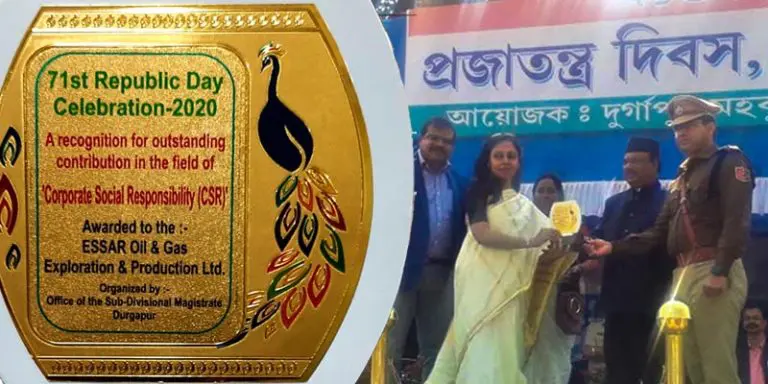 71st Republic Day
Celebration-2020
A recognition for outstanding
contribution in the field of
'Corporate Social Responsibility (CSR)'
Awarded to the :-
ESSAR Oil & Gas
Exploration & Production Ltd.
Organized by :-
Office of the Sub-Divisional Magistrate
Durgapur
প্রজাতন্ত্র দিবস,
আয়োজক ঃ দুর্গাপু